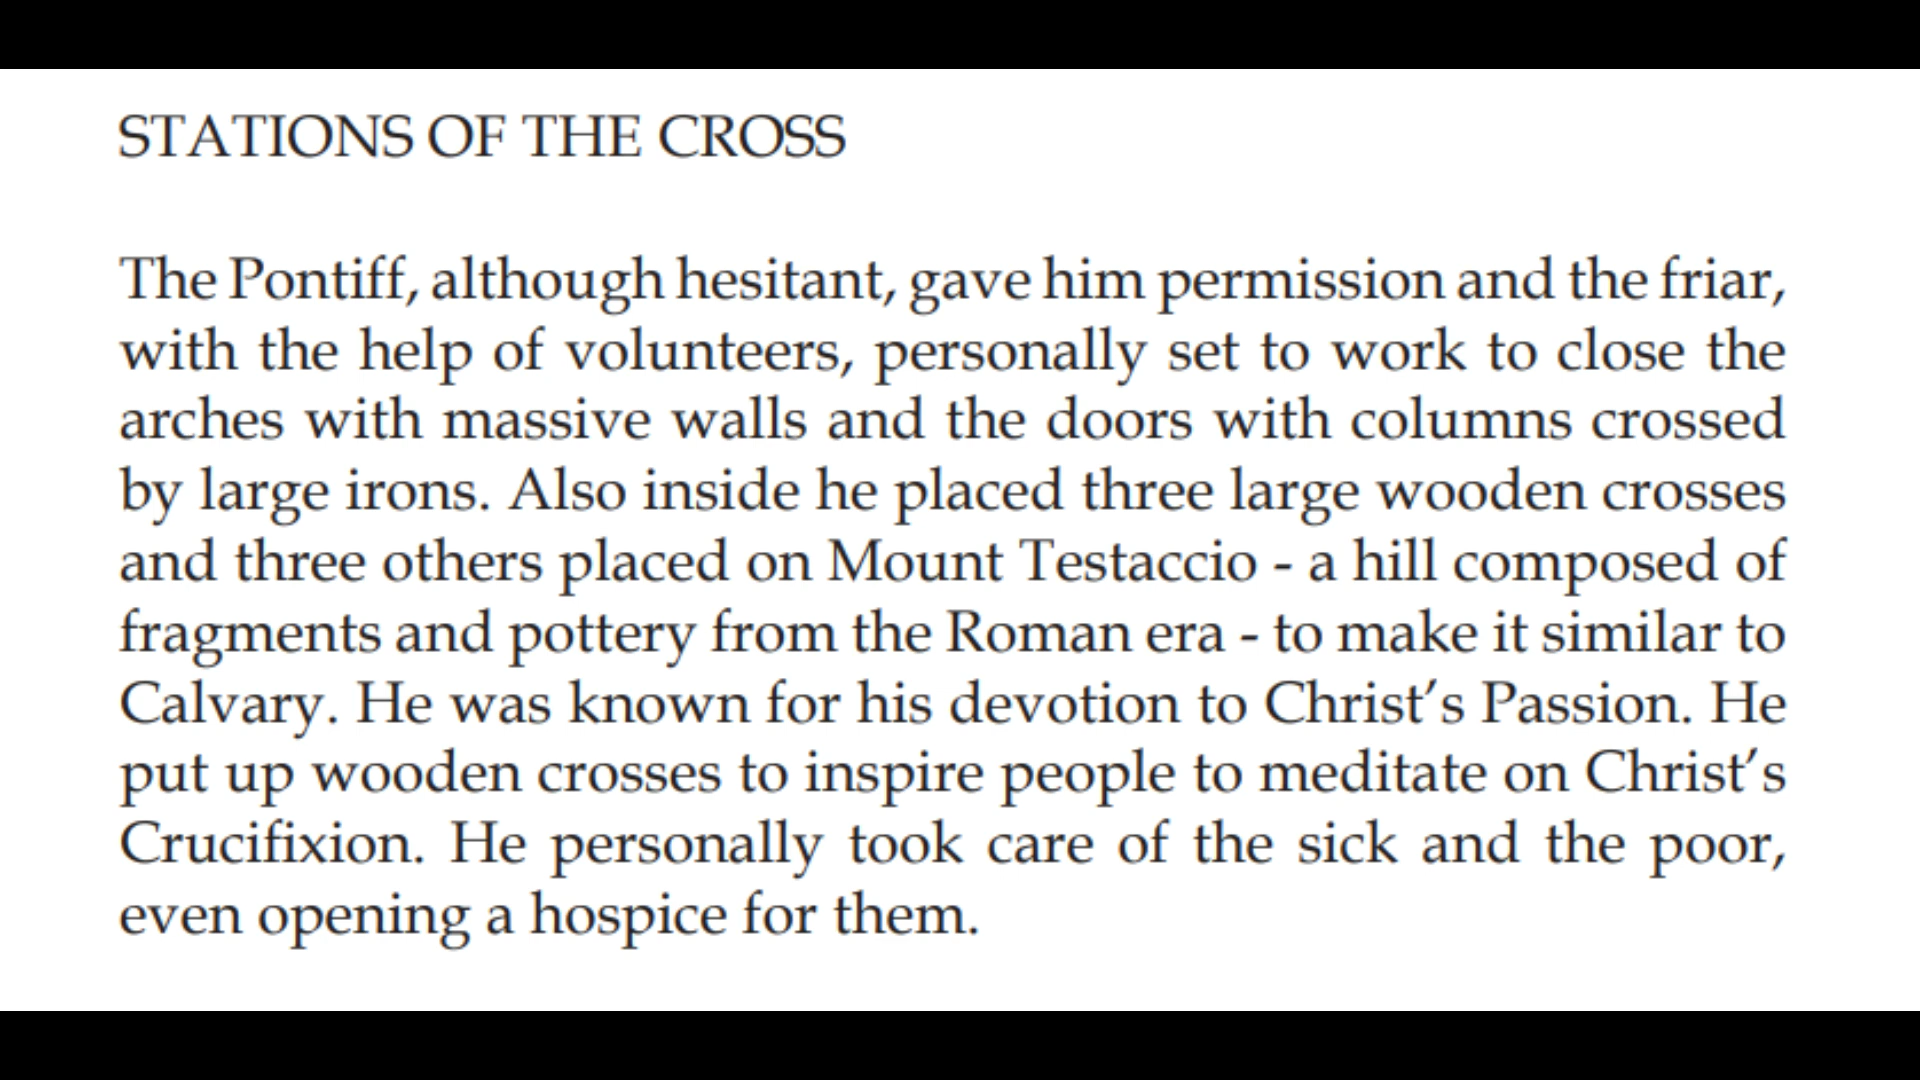 STATIONS OF THE CROSS
The Pontiff, although hesitant, gave him permission and the friar,
with the help of volunteers, personally set to work to close the
arches with massive walls and the doors with columns crossed
by large irons. Also inside he placed three large wooden crosses
and three others placed on Mount Testaccio - a hill composed of
fragments and pottery from the Roman era - to make it similar to
Calvary. He was known for his devotion to Christ’s Passion. He
put up wooden crosses to inspire people to meditate on Christ’s
Crucifixion. He personally took care of the sick and the poor,
even opening a hospice for them.